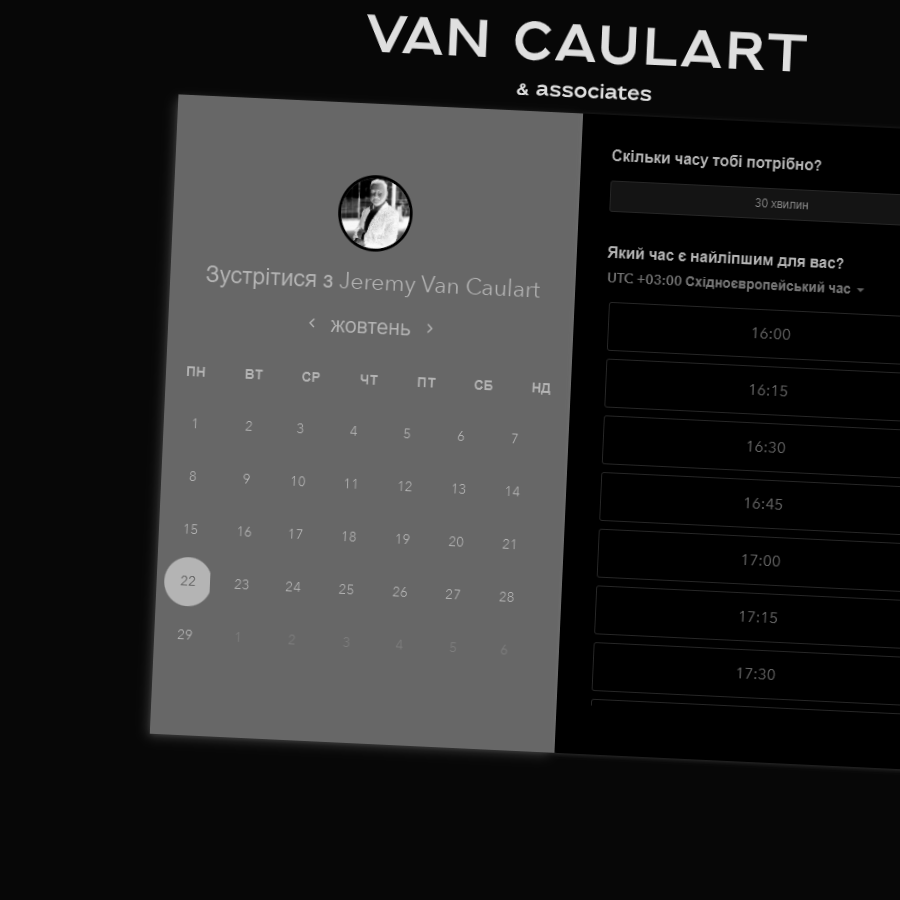 VAN CAULART
& associates
Зустрітися з Jeremy Van Caulart
жовтень
ПН ВТ СР ЧТ ПТ СБ НД
1 2 3 4 5 6 7
8 9 10 11 12 13 14
15 16 17 18 19 20 21
22 23 24 25 26 27 28
29 1 2 3 4 5 6
Скільки часу тобі потрібно?
30 хвилин
Який час є найліпшим для вас?
UTC +03:00 Східноєвропейський час
16:00
16:15
16:30
16:45
17:00
17:15
17:30